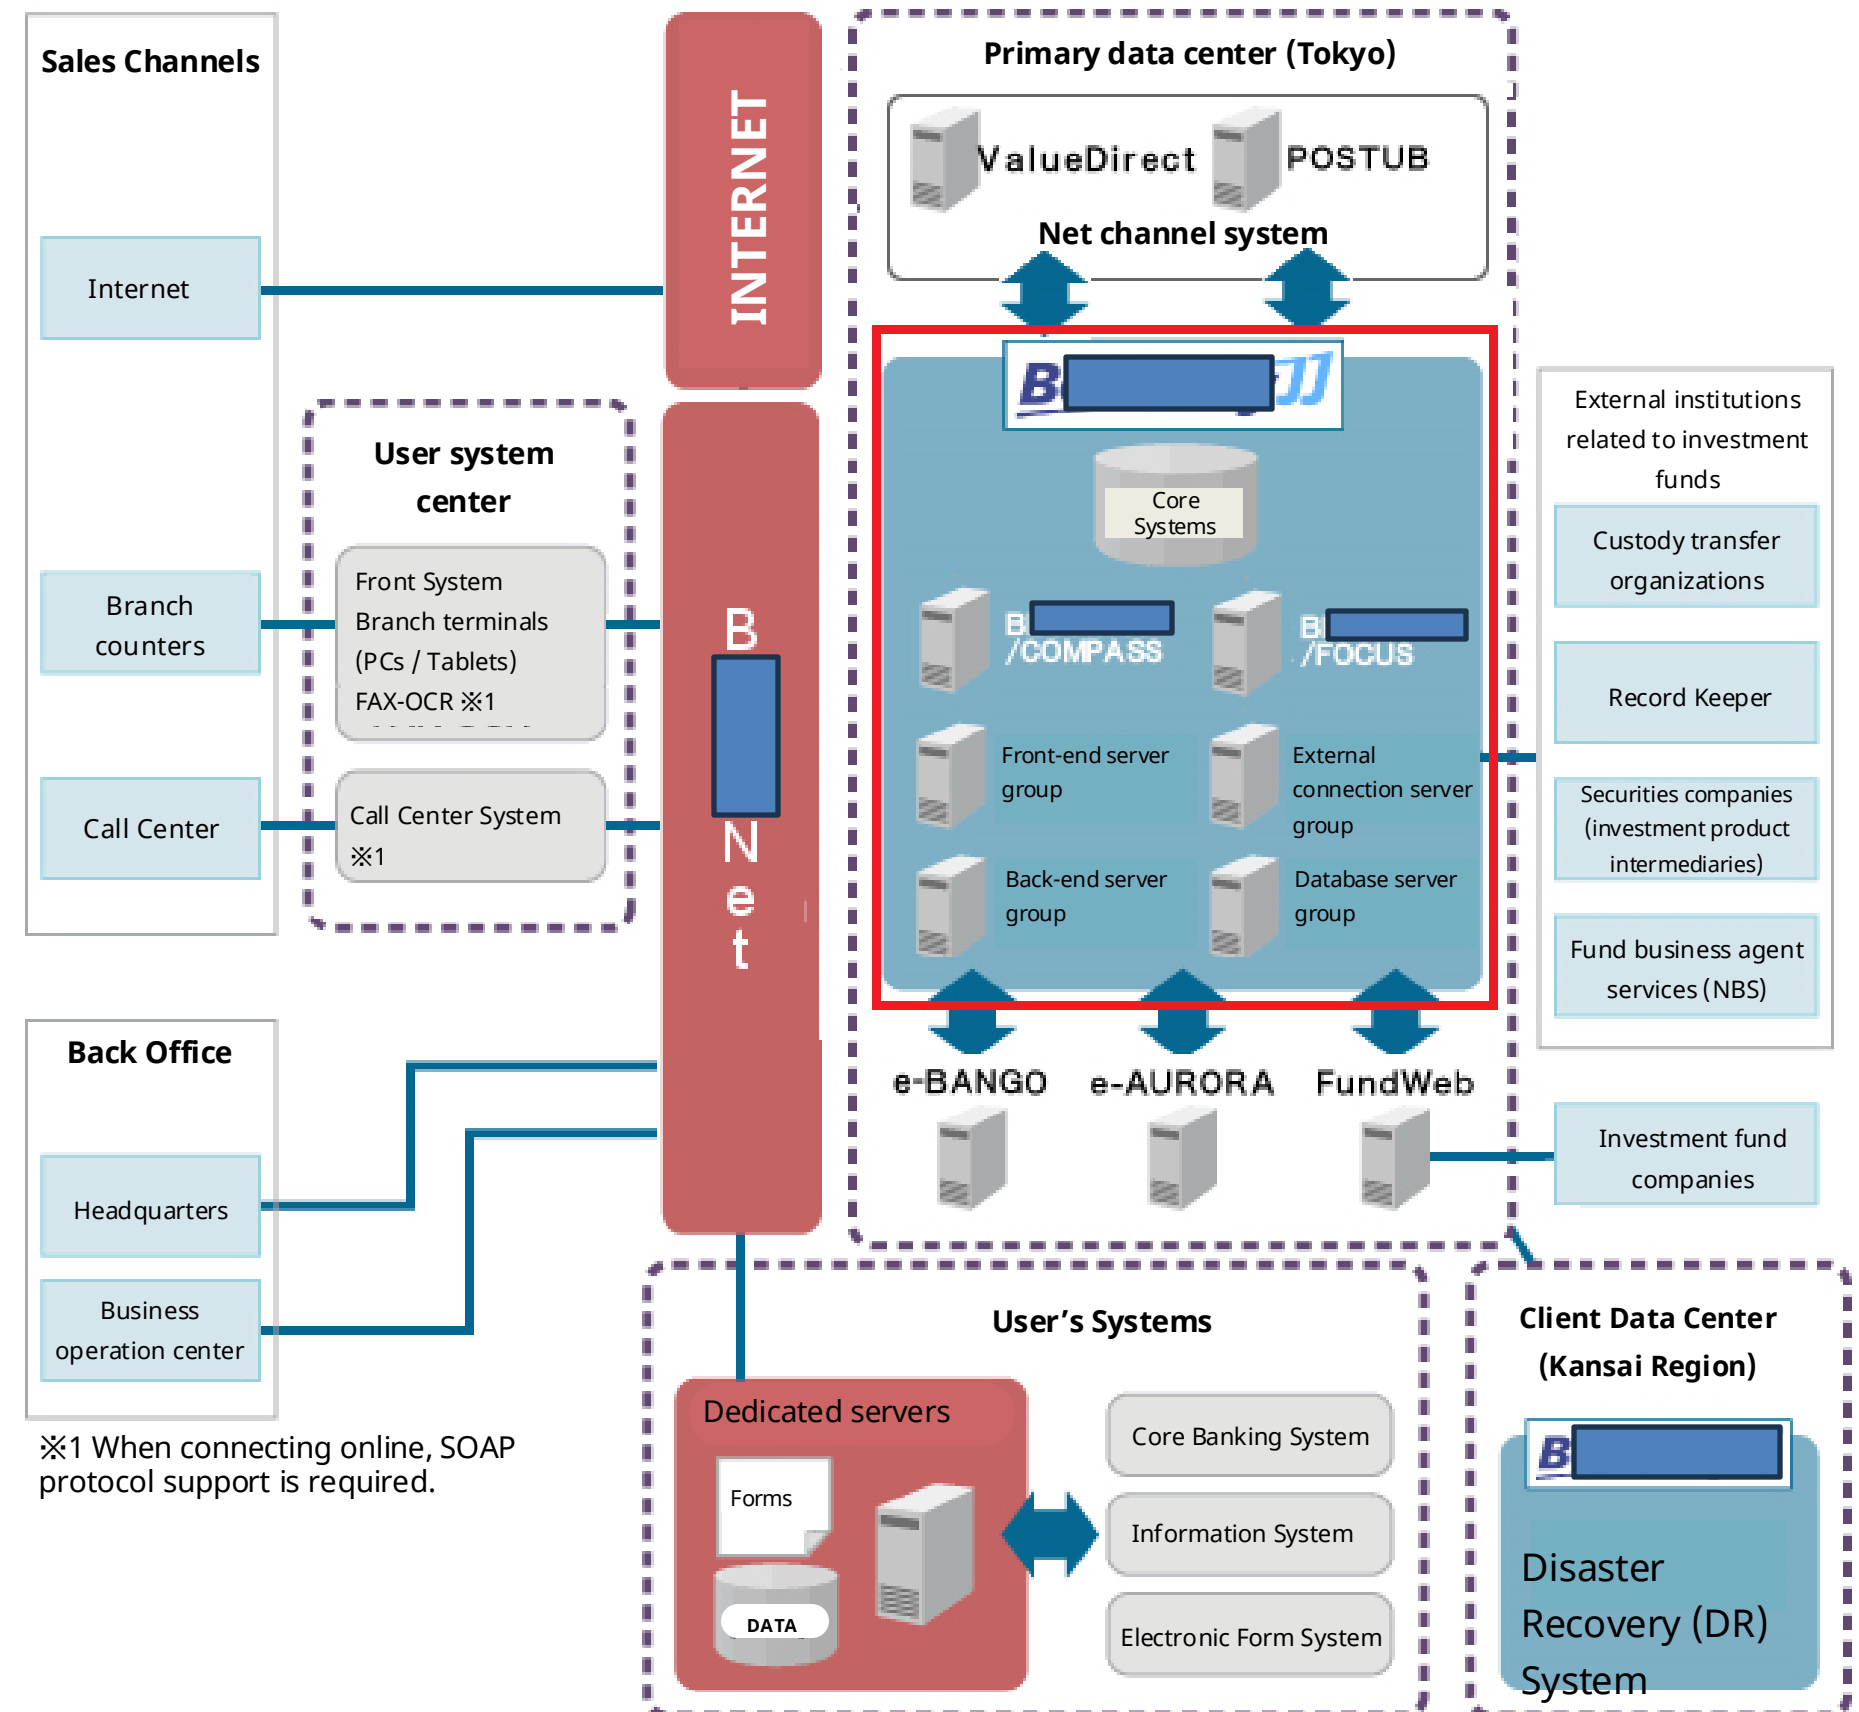 Sales Channels
Internet
Branch
counters
Call Center
User system
center
Front System
Branch terminals
(PCs / Tablets)
FAX-OCR ※1
Call Center System
※1
Back Office
Headquarters
Business
operation center
※1 When connecting online, SOAP
protocol support is required.
INTERNET
B
N
e
t
Primary data center (Tokyo)
ValueDirect
POSTUB
Net channel system
Core
Systems
/COMPASS
/FOCUS
Front-end server
group
External
connection server
group
Back-end server
group
Database server
group
e-BANGO
e-AURORA
FundWeb
External institutions
related to investment
funds
Custody transfer
organizations
Record Keeper
Securities companies
(investment product
intermediaries)
Fund business agent
services (NBS)
Investment fund
companies
User’s Systems
Dedicated servers
Forms
DATA
Core Banking System
Information System
Electronic Form System
Client Data Center
(Kansai Region)
B
Disaster
Recovery (DR)
System